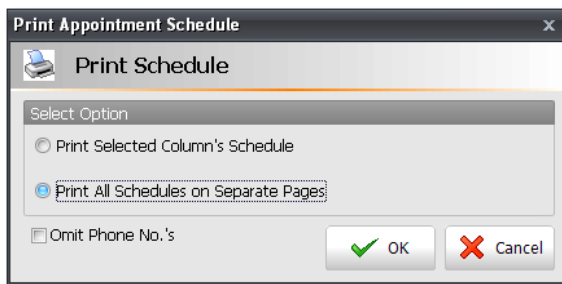 Print Appointment Schedule
x
Print Schedule
Select Option
Print Selected Column's Schedule
Print All Schedules on Separate Pages
Omit Phone No.'s
OK
Cancel